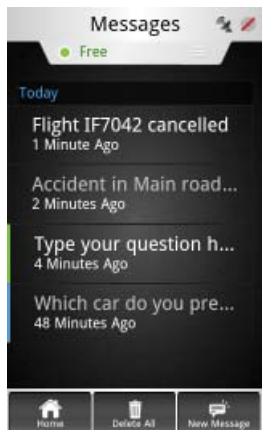 Messages
Free
Today
Flight IF7042 cancelled
1 Minute Ago
Accident in Main road...
2 Minutes Ago
Type your question h...
4 Minutes Ago
Which car do you pre...
48 Minutes Ago
Home Delete All New Message